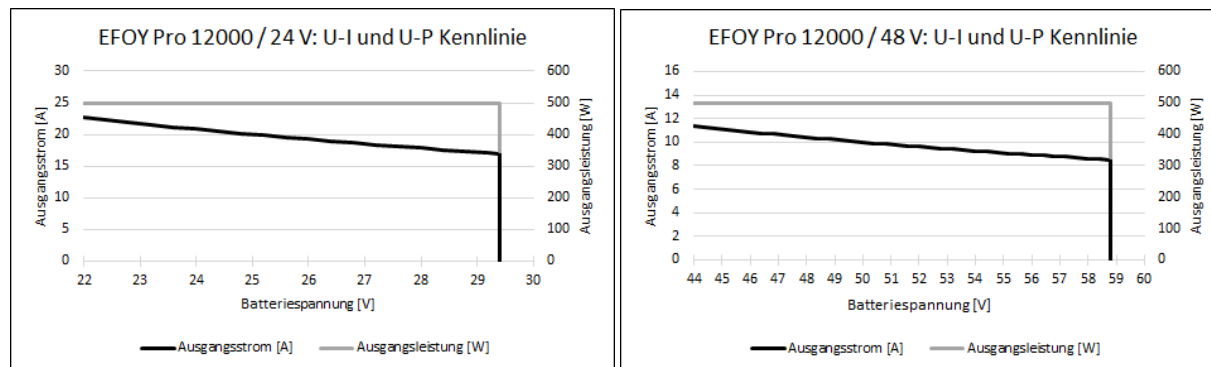 EFOY Pro 12000 / 24 V: U-I und U-P Kennlinie
Ausgangsstrom [A]
30
25
20
15
10
5
0
600
500
400
300
200
100
0
Ausgangsleistung [W]
22 23 24 25 26 27 28 29 30
Batteriespannung [V]
Ausgangsstrom [A] Ausgangsleistung [W]
EFOY Pro 12000 / 48 V: U-I und U-P Kennlinie
Ausgangsstrom [A]
16
14
12
10
8
6
4
2
0
600
500
400
300
200
100
0
Ausgangsleistung [W]
44 45 46 47 48 49 50 51 52 53 54 55 56 57 58 59 60
Batteriespannung [V]
Ausgangsstrom [A] Ausgangsleistung [W]